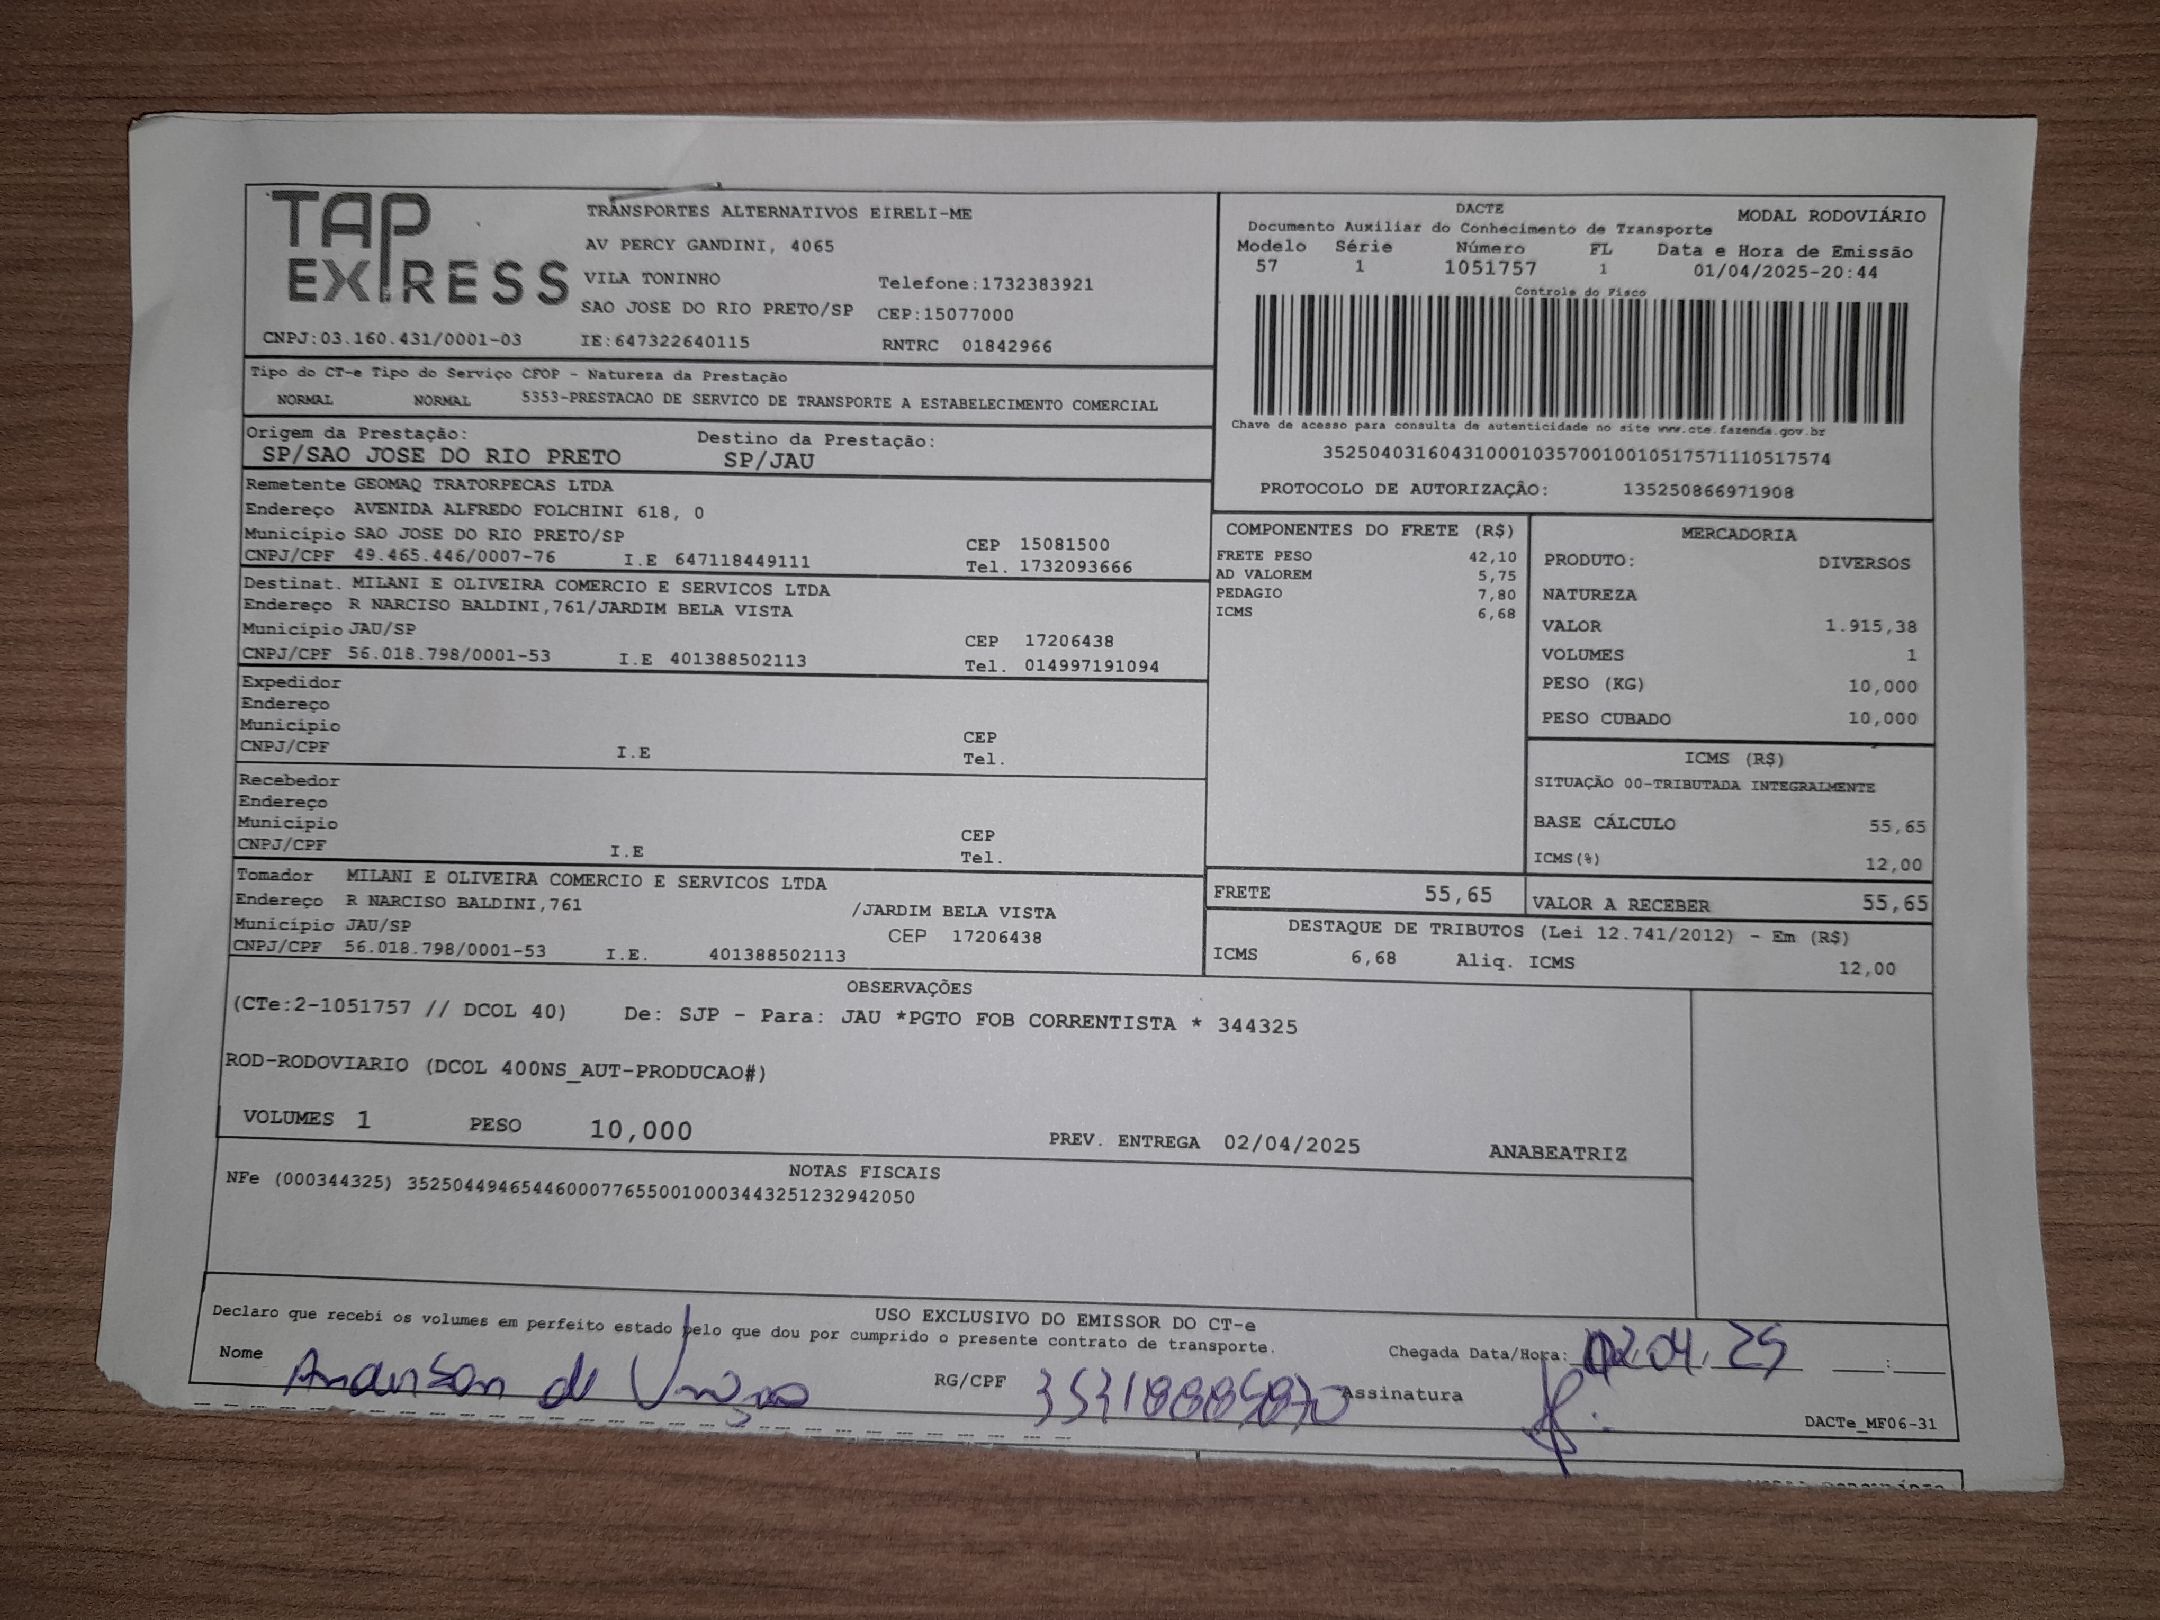 TAP EXPRESS
TRANSPORTES ALTERNATIVOS EIRELI-ME
AV PERCY GANDINI, 4065
VILA TONINHO Telefone:1732383921
SAO JOSE DO RIO PRETO/SP CEP:15077000
CNPJ:03.160.431/0001-03 IE:647322640115 RNTRC 01842966
DACTE MODAL RODOVIÁRIO
Documento Auxiliar do Conhecimento de Transporte
Modelo Série Número FL Data e Hora de Emissão
57 1 1051757 1 01/04/2025-20:44
Controle do Fisco
Chave de acesso para consulta de autenticidade no site www.cte.fazenda.gov.br
35250403160431000103570010010517571110517574
PROTOCOLO DE AUTORIZAÇÃO: 135250866971908
Tipo do CT-e Tipo do Serviço CFOP - Natureza da Prestação
NORMAL NORMAL 5353-PRESTACAO DE SERVICO DE TRANSPORTE A ESTABELECIMENTO COMERCIAL
Origem da Prestação: Destino da Prestação:
SP/SAO JOSE DO RIO PRETO SP/JAU
Remetente GEOMAQ TRATORPECAS LTDA
Endereço AVENIDA ALFREDO FOLCHINI 618, 0
Município SAO JOSE DO RIO PRETO/SP CEP 15081500
CNPJ/CPF 49.465.446/0007-76 I.E 647118449111 Tel. 1732093666
Destinat. MILANI E OLIVEIRA COMERCIO E SERVICOS LTDA
Endereço R NARCISO BALDINI,761/JARDIM BELA VISTA
Município JAU/SP CEP 17206438
CNPJ/CPF 56.018.798/0001-53 I.E 401388502113 Tel. 014997191094
Expedidor
Endereço
Município CEP
CNPJ/CPF I.E Tel.
Recebedor
Endereço
Município CEP
CNPJ/CPF I.E Tel.
Tomador MILANI E OLIVEIRA COMERCIO E SERVICOS LTDA
Endereço R NARCISO BALDINI,761 /JARDIM BELA VISTA
Município JAU/SP CEP 17206438
CNPJ/CPF 56.018.798/0001-53 I.E. 401388502113
COMPONENTES DO FRETE (R$)
FRETE PESO 42,10
AD VALOREM 5,75
PEDAGIO 7,80
ICMS 6,68
MERCADORIA
PRODUTO: DIVERSOS
NATUREZA
VALOR 1.915,38
VOLUMES 1
PESO (KG) 10,000
PESO CUBADO 10,000
ICMS (R$)
SITUAÇÃO 00-TRIBUTADA INTEGRALMENTE
BASE CÁLCULO 55,65
ICMS(%) 12,00
FRETE 55,65 VALOR A RECEBER 55,65
DESTAQUE DE TRIBUTOS (Lei 12.741/2012) - Em (R$)
ICMS 6,68 Aliq. ICMS 12,00
OBSERVAÇÕES
(CTe:2-1051757 // DCOL 40) De: SJP - Para: JAU *PGTO FOB CORRENTISTA * 344325
ROD-RODOVIARIO (DCOL 400NS_AUT-PRODUCAO#)
VOLUMES 1 PESO 10,000 PREV. ENTREGA 02/04/2025 ANABEATRIZ
NOTAS FISCAIS
NFe (000344325) 35250449465446000776550010003443251232942050
USO EXCLUSIVO DO EMISSOR DO CT-e
Declaro que recebi os volumes em perfeito estado pelo que dou por cumprido o presente contrato de transporte.
Nome RG/CPF Chegada Data/Hora: 02.04.25 __:__
Assinatura
DACTe_MF06-31